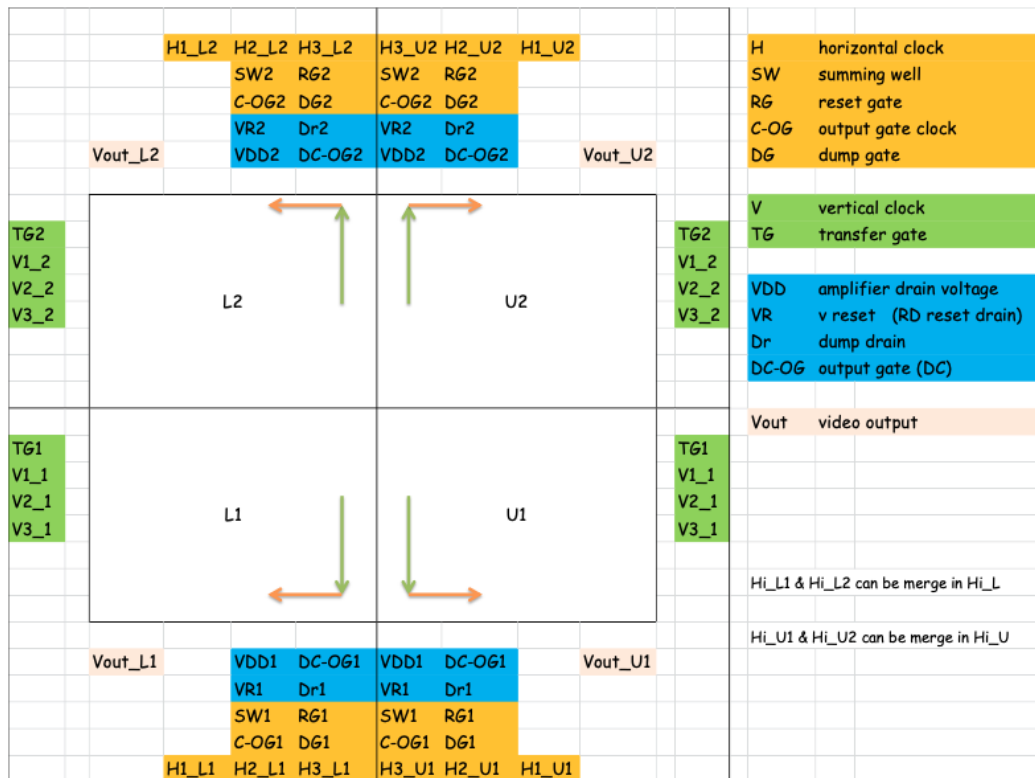 H1_L2 H2_L2 H3_L2 H3_U2 H2_U2 H1_U2 H horizontal clock
SW2 RG2 SW2 RG2 SW summing well
C-OG2 DG2 C-OG2 DG2 RG reset gate
VR2 Dr2 VR2 Dr2 C-OG output gate clock
Vout_L2 VDD2 DC-OG2 VDD2 DC-OG2 Vout_U2 DG dump gate
V vertical clock
TG2 TG2 TG transfer gate
V1_2 V1_2
V2_2 L2 U2 V2_2 VDD amplifier drain voltage
V3_2 V3_2 VR v reset (RD reset drain)
Dr dump drain
DC-OG output gate (DC)
Vout video output
TG1 TG1
V1_1 V1_1
V2_1 V2_1
V3_1 L1 U1 V3_1
Hi_L1 & Hi_L2 can be merge in Hi_L
Hi_U1 & Hi_U2 can be merge in Hi_U
Vout_L1 VDD1 DC-OG1 VDD1 DC-OG1 Vout_U1
VR1 Dr1 VR1 Dr1
SW1 RG1 SW1 RG1
C-OG1 DG1 C-OG1 DG1
H1_L1 H2_L1 H3_L1 H3_U1 H2_U1 H1_U1